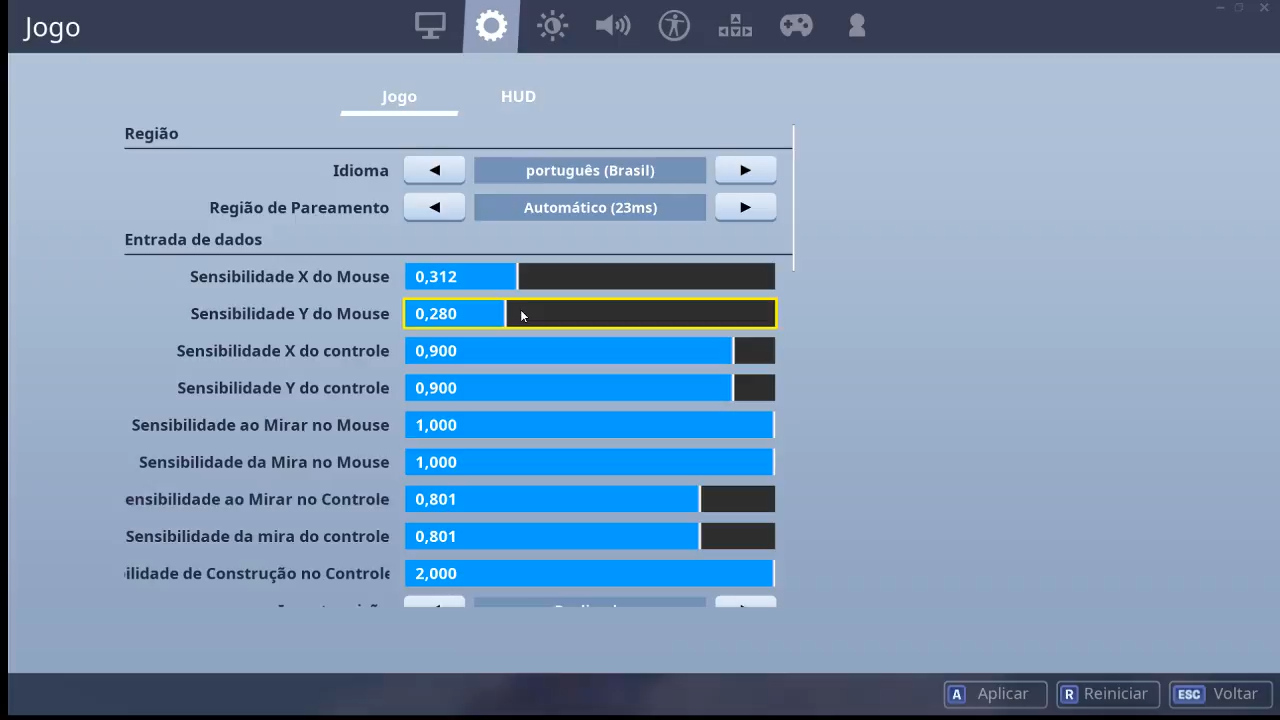 Jogo
Jogo HUD
Região
Idioma português (Brasil)
Região de Pareamento Automático (23ms)
Entrada de dados
Sensibilidade X do Mouse 0,312
Sensibilidade Y do Mouse 0,280
Sensibilidade X do controle 0,900
Sensibilidade Y do controle 0,900
Sensibilidade ao Mirar no Mouse 1,000
Sensibilidade da Mira no Mouse 1,000
ensibilidade ao Mirar no Controle 0,801
Sensibilidade da mira do controle 0,801
ilidade de Construção no Controle 2,000
A Aplicar R Reiniciar ESC Voltar